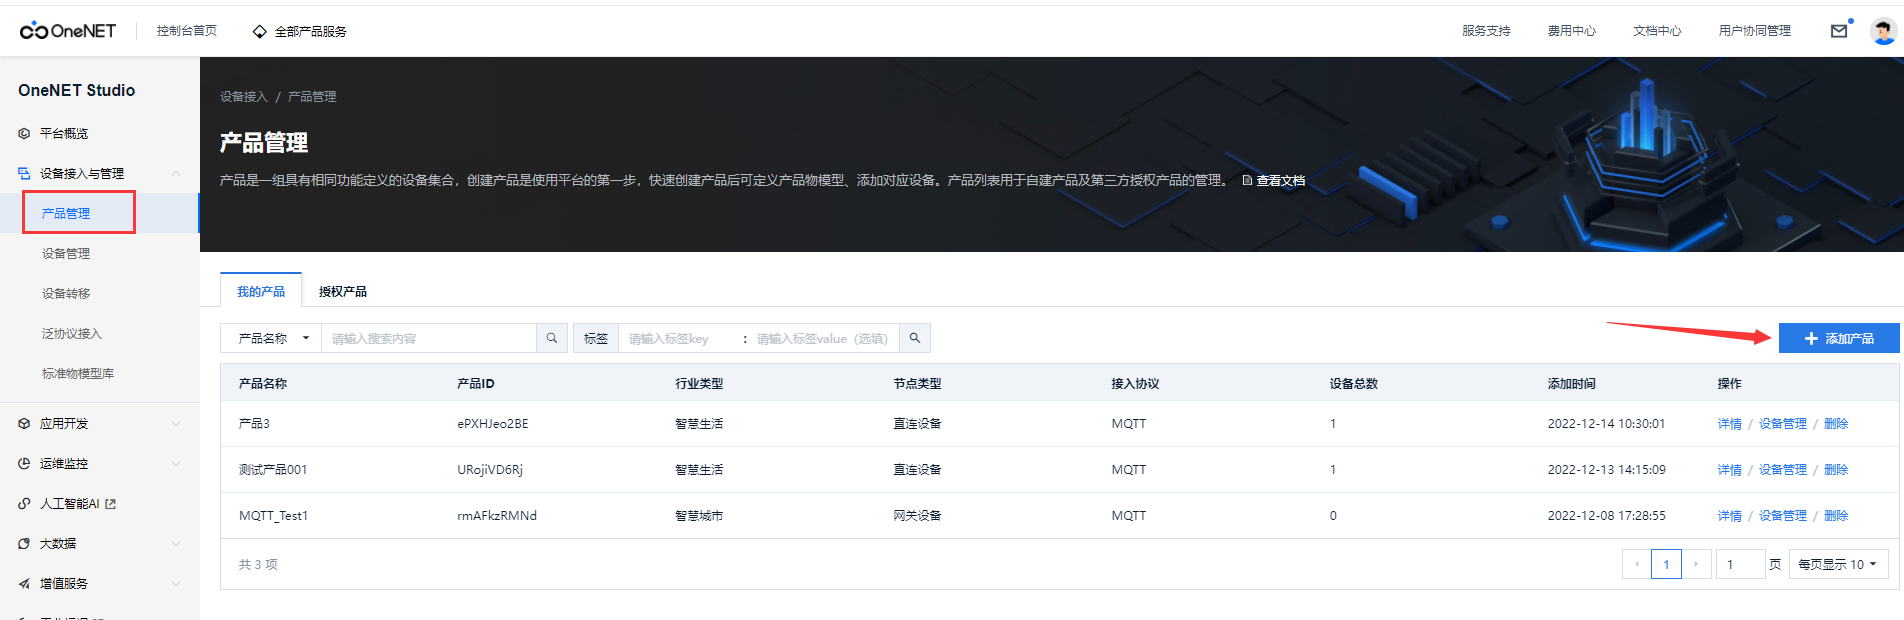 OneNET 控制台首页 全部产品服务 服务支持 费用中心 文档中心 用户协同管理
OneNET Studio
平台概览
设备接入与管理
产品管理
设备管理
设备转移
泛协议接入
标准物模型库
应用开发
运维监控
人工智能AI
大数据
增值服务
设备接入 / 产品管理
产品管理
产品是一组具有相同功能定义的设备集合，创建产品是使用平台的第一步，快速创建产品后可定义产品物模型、添加对应设备。产品列表用于自建产品及第三方授权产品的管理。 查看文档
我的产品 授权产品
产品名称 请输入搜索内容 标签 请输入标签key : 请输入标签value (选填) 添加产品
产品名称 产品ID 行业类型 节点类型 接入协议 设备总数 添加时间 操作
产品3 ePXHJeo2BE 智慧生活 直连设备 MQTT 1 2022-12-14 10:30:01 详情 / 设备管理 / 删除
测试产品001 URojiVD6Rj 智慧生活 直连设备 MQTT 1 2022-12-13 14:15:09 详情 / 设备管理 / 删除
MQTT_Test1 rmAFkzRMNd 智慧城市 网关设备 MQTT 0 2022-12-08 17:28:55 详情 / 设备管理 / 删除
共 3 项 1 1 页 每页显示 10